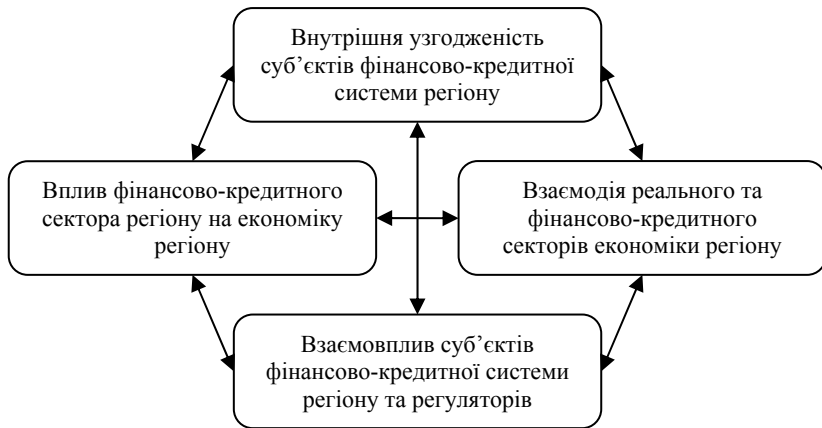 Внутрішня узгодженість
суб’єктів фінансово-кредитної
системи регіону
Вплив фінансово-кредитного
сектора регіону на економіку
регіону
Взаємодія реального та
фінансово-кредитного
секторів економіки регіону
Взаємовплив суб’єктів
фінансово-кредитної системи
регіону та регуляторів